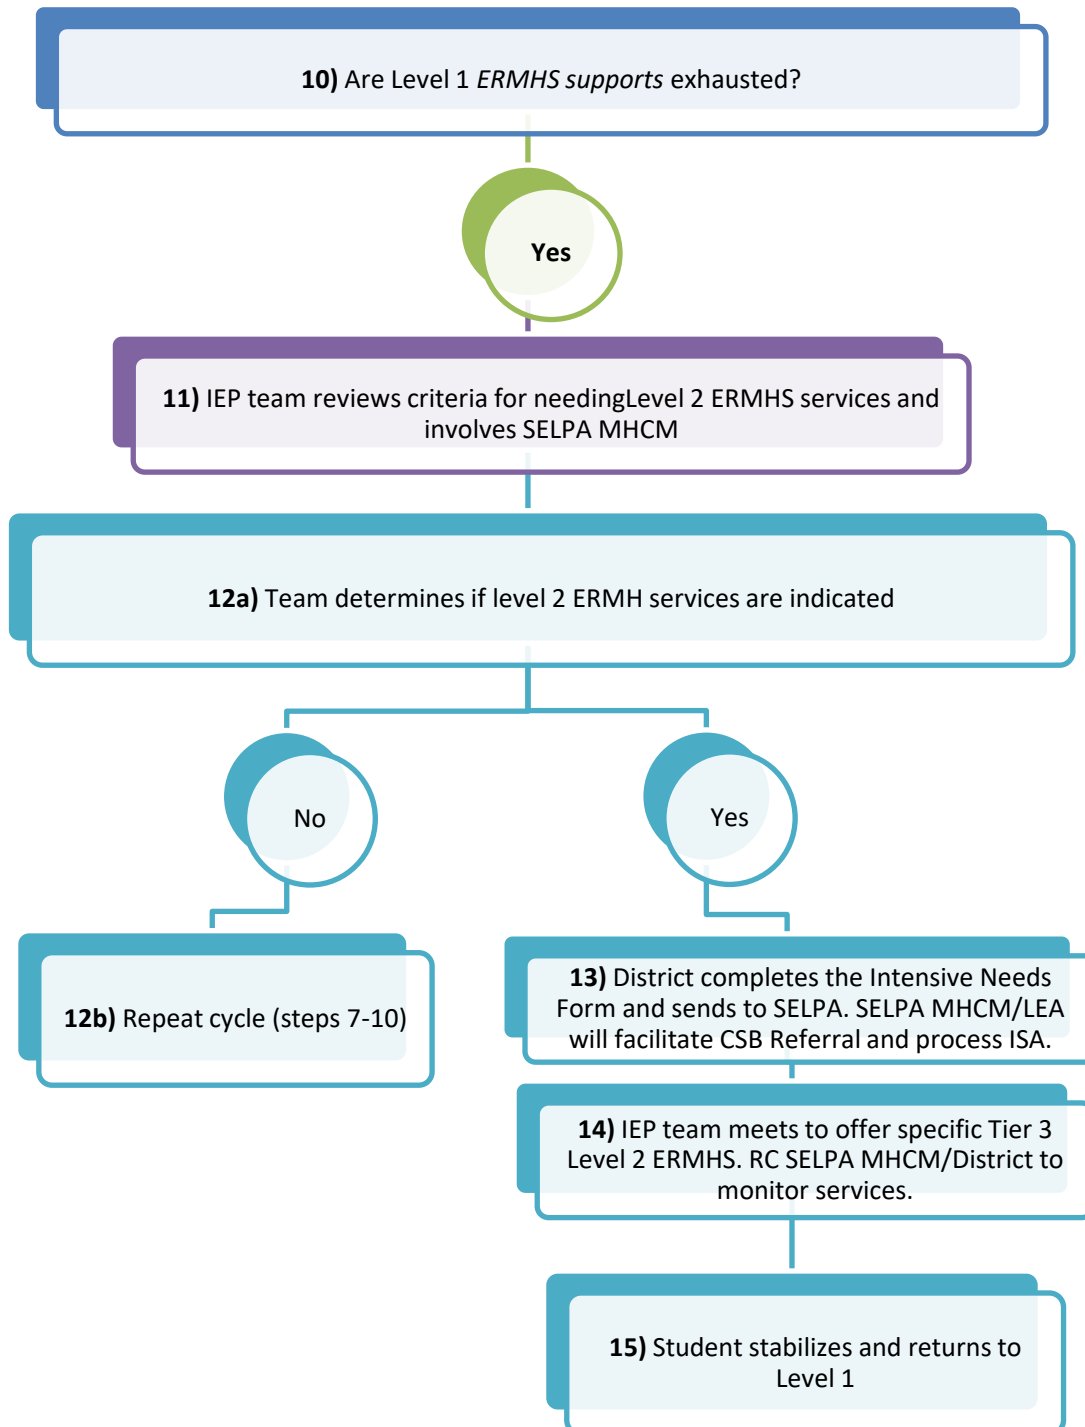 10) Are Level 1 ERMHS supports exhausted?
Yes
11) IEP team reviews criteria for needingLevel 2 ERMHS services and
involves SELPA MHCM
12a) Team determines if level 2 ERMH services are indicated
No
Yes
12b) Repeat cycle (steps 7-10)
13) District completes the Intensive Needs
Form and sends to SELPA. SELPA MHCM/LEA
will facilitate CSB Referral and process ISA.
14) IEP team meets to offer specific Tier 3
Level 2 ERMHS. RC SELPA MHCM/District to
monitor services.
15) Student stabilizes and returns to
Level 1